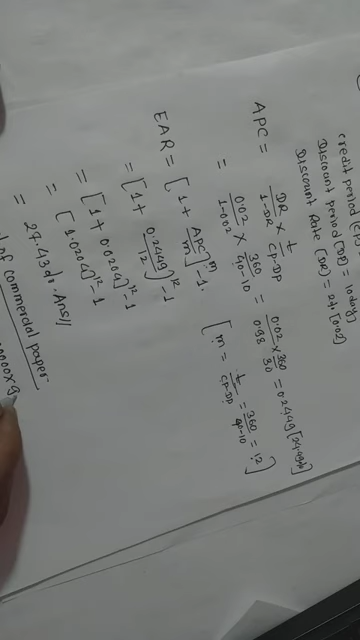 credit period
Discount period (DP) = 10 days
Discount Rate (DR) = 2% [0.02]
APC = DR/1-DR × t/CP-DP
= 0.02/1-0.02 × 360/40-10 = 0.02/0.98 × 360/30 = 0.2449 [24.49%]
EAR = [1 + APC/m]^m - 1. [m = t/CP-DP = 360/40-10 = 12]
= [1 + 0.2449/12]^12 - 1
= [1 + 0.0204]^12 - 1
= [1.0204]^12 - 1
= 27.43%. Ans//
of commercial paper.